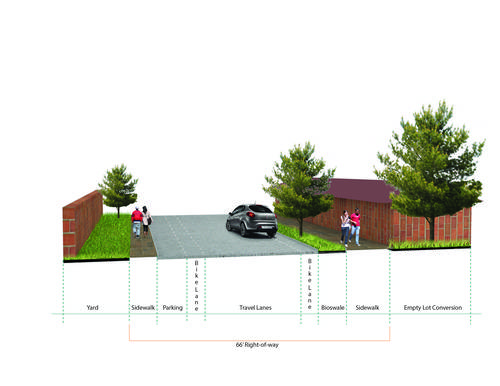 Yard
Sidewalk
Parking
Bike Lane
Travel Lanes
Bike Lane
Bioswale
Sidewalk
Empty Lot Conversion
66' Right-of-way